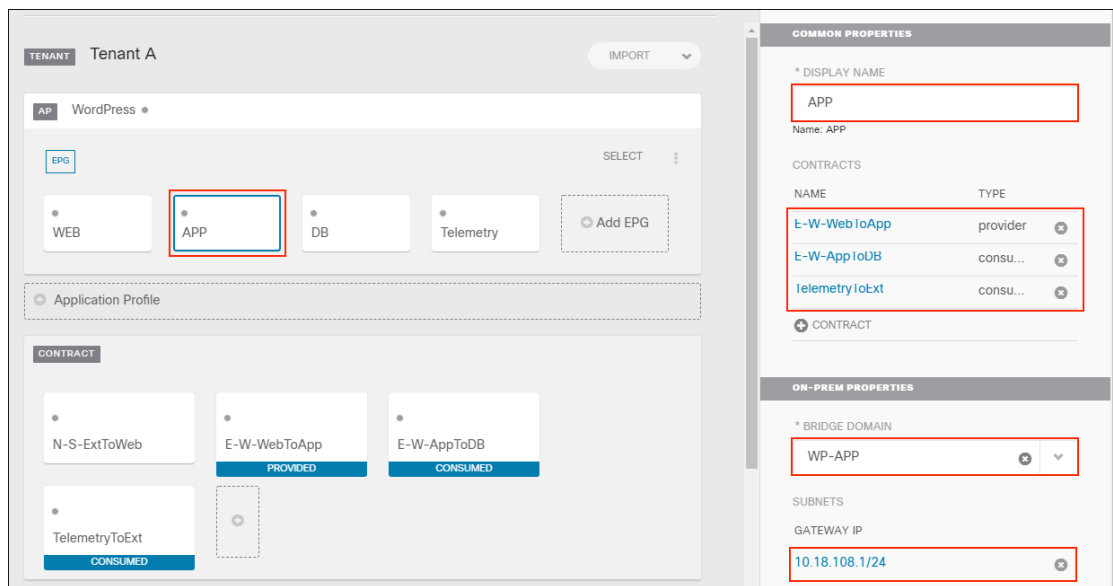 TENANT Tenant A
IMPORT
AP WordPress
EPG
SELECT
WEB
APP
DB
Telemetry
Add EPG
Application Profile
CONTRACT
N-S-ExtToWeb
E-W-WebToApp
PROVIDED
E-W-AppToDB
CONSUMED
TelemetryToExt
CONSUMED
COMMON PROPERTIES
* DISPLAY NAME
APP
Name: APP
CONTRACTS
NAME TYPE
E-W-WebToApp provider
E-W-AppToDB consu...
TelemetryToExt consu...
CONTRACT
ON-PREM PROPERTIES
* BRIDGE DOMAIN
WP-APP
SUBNETS
GATEWAY IP
10.18.108.1/24